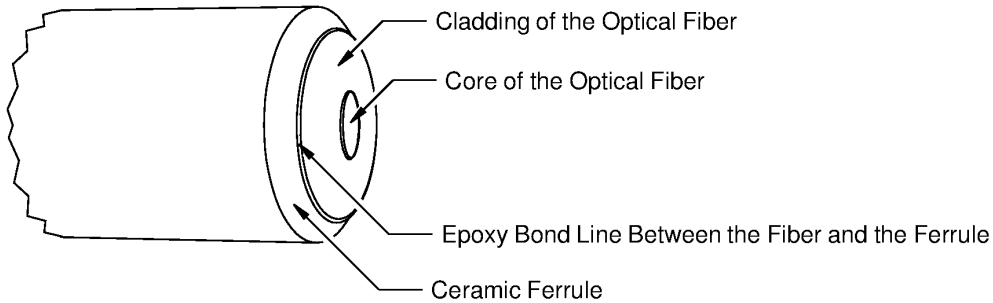 Cladding of the Optical Fiber
Core of the Optical Fiber
Epoxy Bond Line Between the Fiber and the Ferrule
Ceramic Ferrule